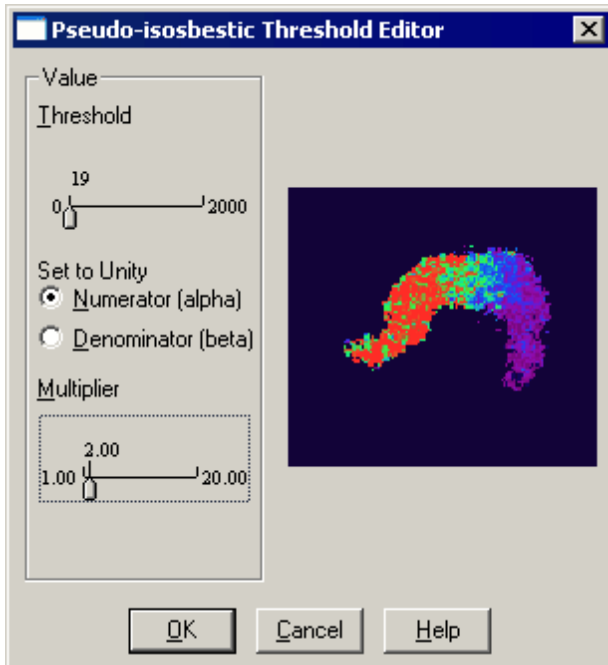 Pseudo-isosbestic Threshold Editor
Value
Threshold
19
0 2000
Set to Unity
Numerator (alpha)
Denominator (beta)
Multiplier
2.00
1.00 20.00
OK Cancel Help